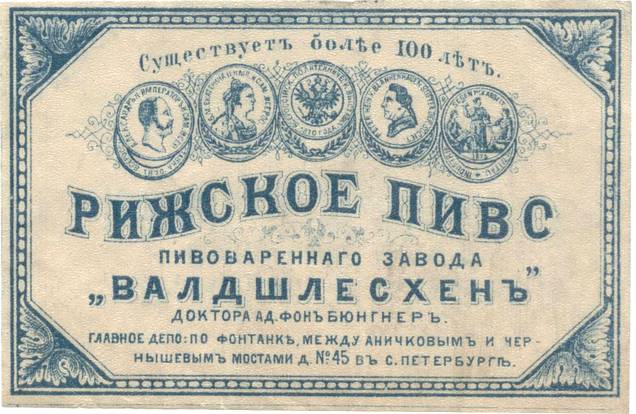 Существуетъ болѣе 100 лѣтъ.
РИЖСКОЕ ПИВО
ПИВОВАРЕННАГО ЗАВОДА
„ВАЛДШЛЕСХЕНЪ”
ДОКТОРА АД. ФОНЪ БЮНГНЕРЪ.
ГЛАВНОЕ ДЕПО: ПО ФОНТАНКѢ, МЕЖДУ АНИЧКОВЫМЪ И ЧЕР-
НЫШЕВЫМЪ МОСТАМИ Д. №45 ВЪ С. ПЕТЕРБУРГѢ.